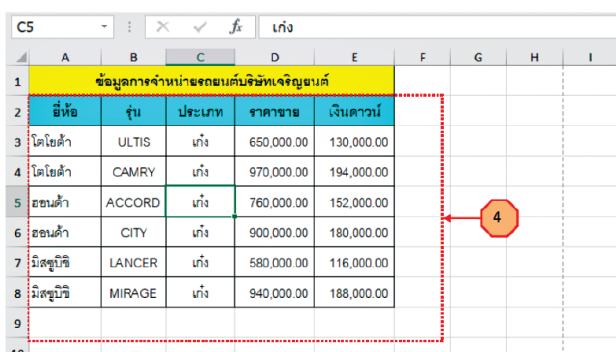 C5 fx เก๋ง
A B C D E F G H I
1 ข้อมูลการจำหน่ายรถยนต์บริษัทเจริญยนต์
2 ยี่ห้อ รุ่น ประเภท ราคาขาย เงินดาวน์
3 โตโยต้า ULTIS เก๋ง 650,000.00 130,000.00
4 โตโยต้า CAMRY เก๋ง 970,000.00 194,000.00
5 ฮอนด้า ACCORD เก๋ง 760,000.00 152,000.00
4
6 ฮอนด้า CITY เก๋ง 900,000.00 180,000.00
7 มิสซูบิชิ LANCER เก๋ง 580,000.00 116,000.00
8 มิสซูบิชิ MIRAGE เก๋ง 940,000.00 188,000.00
9
10